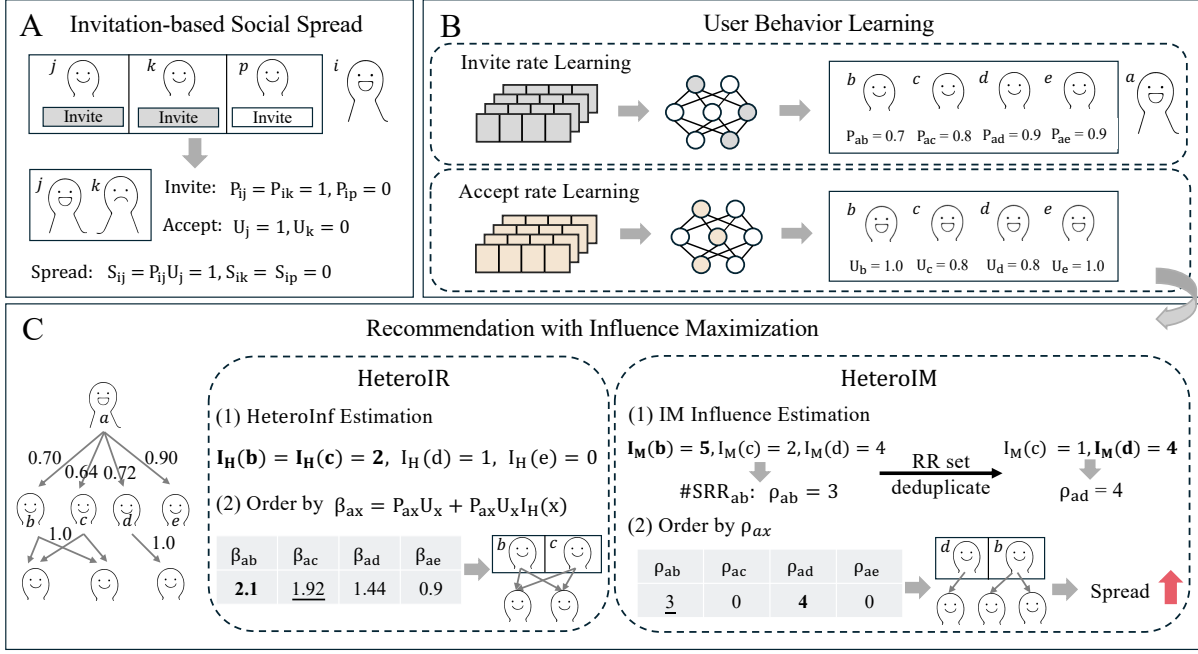 A Invitation-based Social Spread
j k p i
Invite Invite Invite
j k
Invite: P_ij = P_ik = 1, P_ip = 0
Accept: U_j = 1, U_k = 0
Spread: S_ij = P_ij U_j = 1, S_ik = S_ip = 0
B User Behavior Learning
Invite rate Learning
b c d e a
P_ab = 0.7 P_ac = 0.8 P_ad = 0.9 P_ae = 0.9
Accept rate Learning
b c d e
U_b = 1.0 U_c = 0.8 U_d = 0.8 U_e = 1.0
C Recommendation with Influence Maximization
a
0.70 0.64 0.72 0.90
b c d e
1.0 1.0
HeteroIR
(1) HeteroInf Estimation
I_H(b) = I_H(c) = 2, I_H(d) = 1, I_H(e) = 0
(2) Order by β_ax = P_ax U_x + P_ax U_x I_H(x)
β_ab β_ac β_ad β_ae
2.1 1.92 1.44 0.9
b c
HeteroIM
(1) IM Influence Estimation
I_M(b) = 5, I_M(c) = 2, I_M(d) = 4
#SRR_ab: ρ_ab = 3
RR set
deduplicate
I_M(c) = 1, I_M(d) = 4
ρ_ad = 4
(2) Order by ρ_ax
ρ_ab ρ_ac ρ_ad ρ_ae
3 0 4 0
d b
Spread